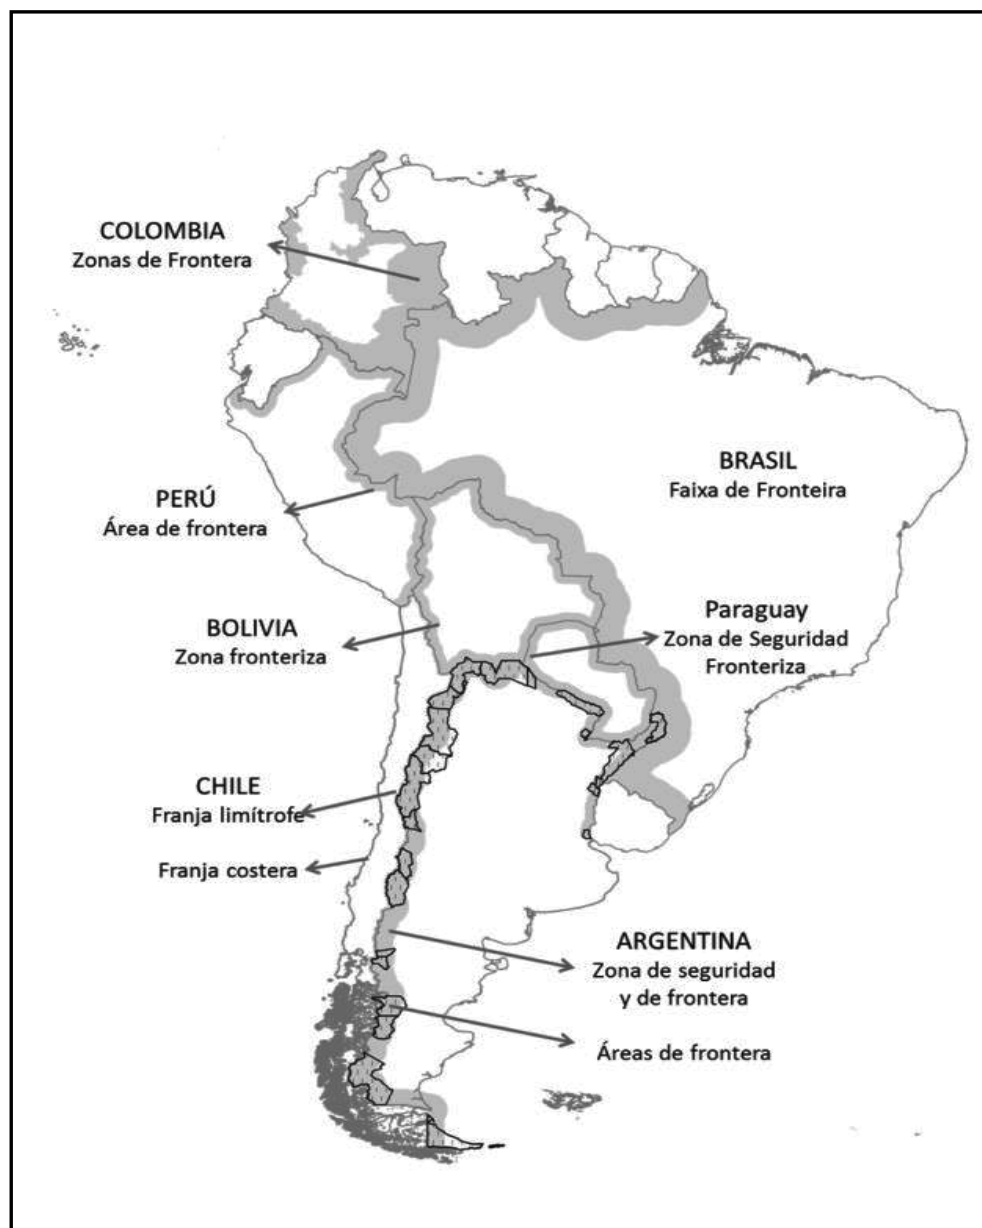 COLOMBIA
Zonas de Frontera
BRASIL
Faixa de Fronteira
PERÚ
Área de frontera
Paraguay
Zona de Seguridad
Fronteriza
BOLIVIA
Zona fronteriza
CHILE
Franja limítrofe
Franja costera
ARGENTINA
Zona de seguridad
y de frontera
Áreas de frontera